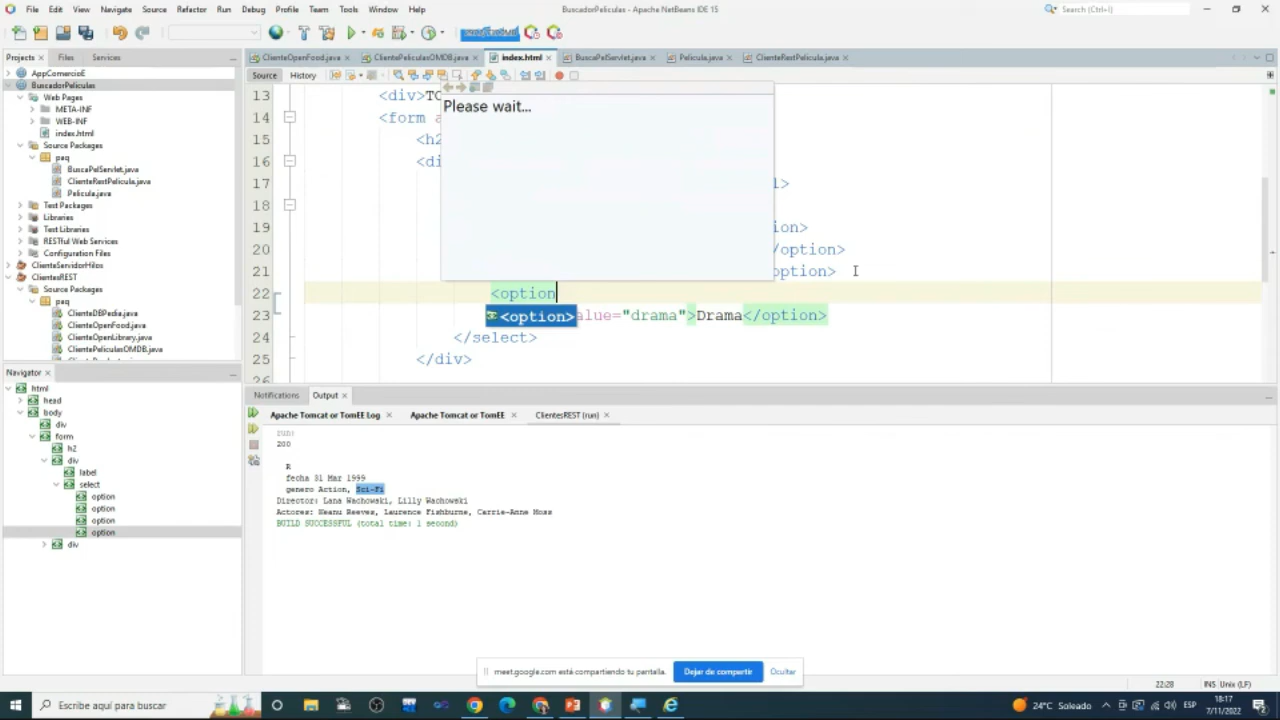 File Edit View Navigate Source Refactor Run Debug Profile Team Tools Window Help
BuscadorPeliculas - Apache NetBeans IDE 15
Search (Ctrl+I)
Projects Files Services
ClienteOpenFood.java ClientePeliculasOMDB.java index.html BuscaPelServlet.java Pelicula.java ClienteRestPelicula.java
Source History
AppComercioE
BuscadorPeliculas
Web Pages
META-INF
WEB-INF
index.html
Source Packages
paq
BuscaPelServlet.java
ClienteRestPelicula.java
Pelicula.java
Test Packages
Libraries
Test Libraries
RESTful Web Services
Configuration Files
ClienteServidorHilos
ClientesREST
Source Packages
paq
ClienteDBPedia.java
ClienteOpenFood.java
ClienteOpenLibrary.java
ClientePeliculasOMDB.java
Please wait...
13 <div>TO
14 <form a
15 <h2
16 <di
17 l>
18
19 ion>
20 /option>
21 option>
22 <option
23 alue="drama">Drama</option>
<option>
24 </select>
25 </div>
26
Navigator
html
head
body
div
form
h2
div
label
select
option
option
option
option
div
Notifications Output
Apache Tomcat or TomEE Log Apache Tomcat or TomEE ClientesREST (run)
run:
200
R
fecha 31 Mar 1999
genero Action, Sci-Fi
Director: Lana Wachowski, Lilly Wachowski
Actores: Keanu Reeves, Laurence Fishburne, Carrie-Anne Moss
BUILD SUCCESSFUL (total time: 1 second)
meet.google.com está compartiendo tu pantalla. Dejar de compartir Ocultar
22:28 INS Unix (LF)
Escribe aquí para buscar
24°C Soleado
ESP
18:17
7/11/2022